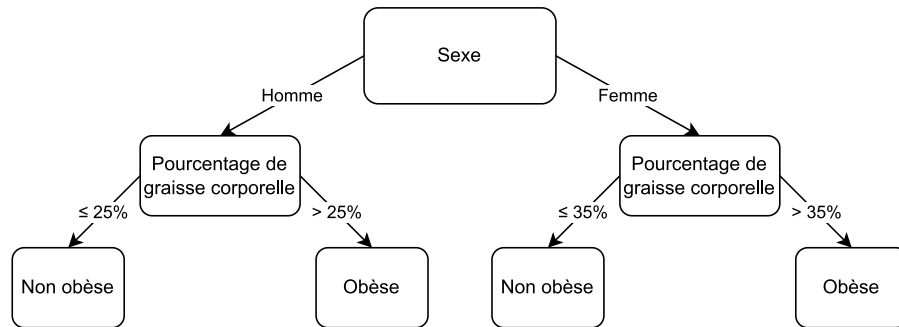 Sexe
Homme
Femme
Pourcentage de
graisse corporelle
Pourcentage de
graisse corporelle
≤ 25%
> 25%
≤ 35%
> 35%
Non obèse
Obèse
Non obèse
Obèse